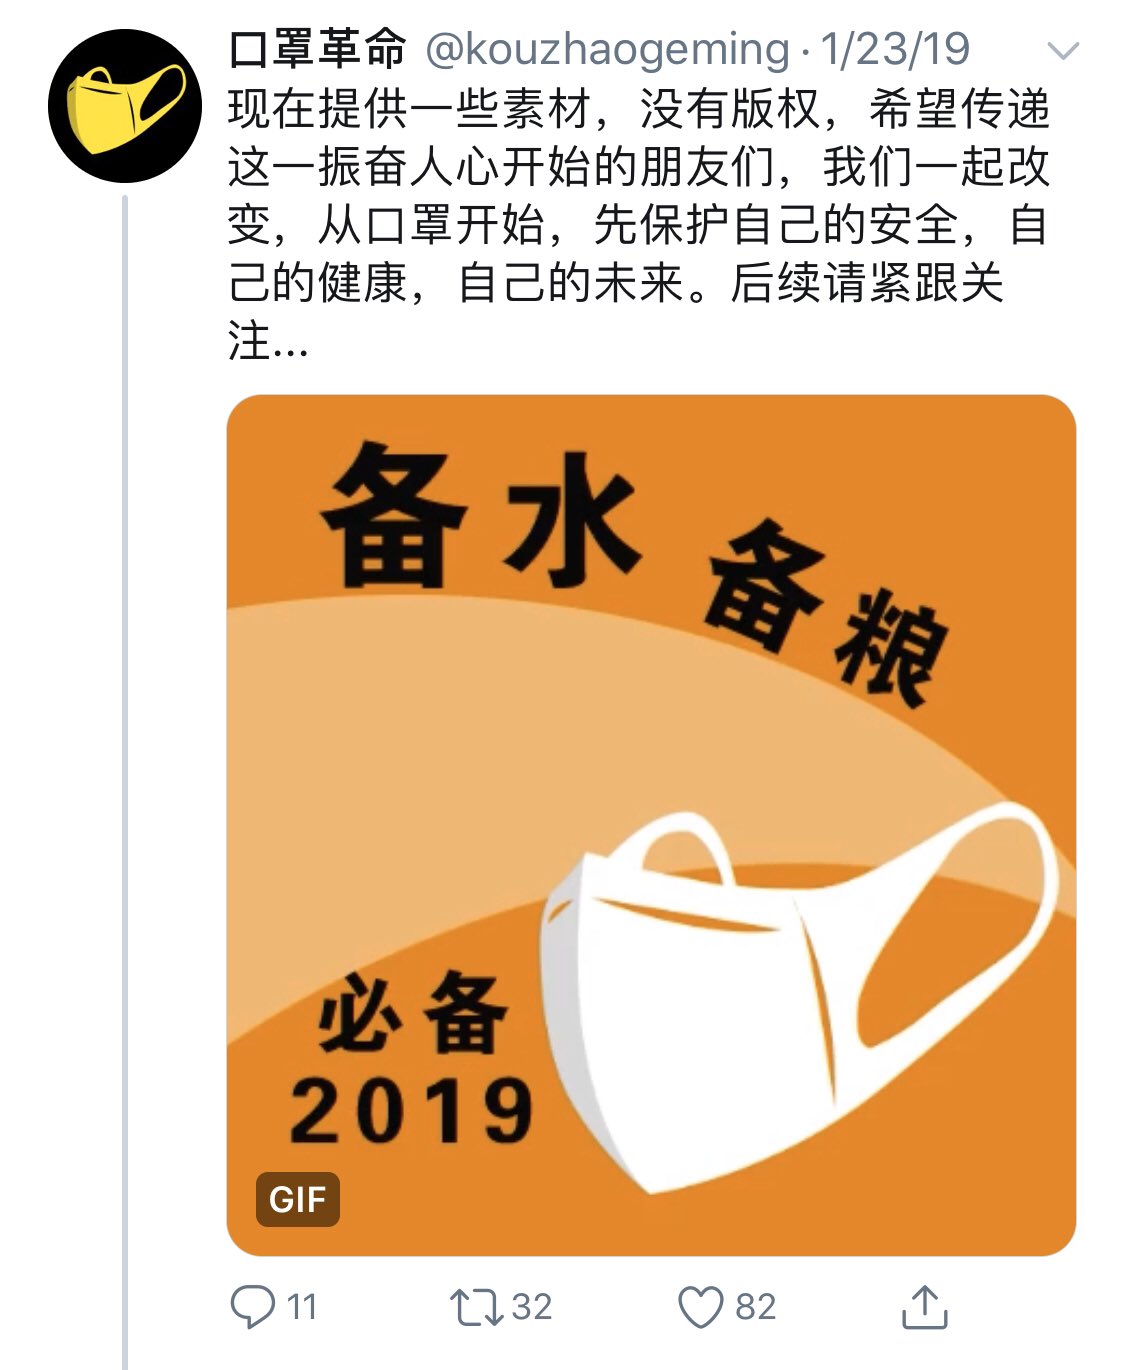 口罩革命 @kouzhaogeming · 1/23/19
现在提供一些素材，没有版权，希望传递
这一振奋人心开始的朋友们，我们一起改
变，从口罩开始，先保护自己的安全，自
己的健康，自己的未来。后续请紧跟关
注...
备水 备粮
必备
2019
GIF
11 32 82